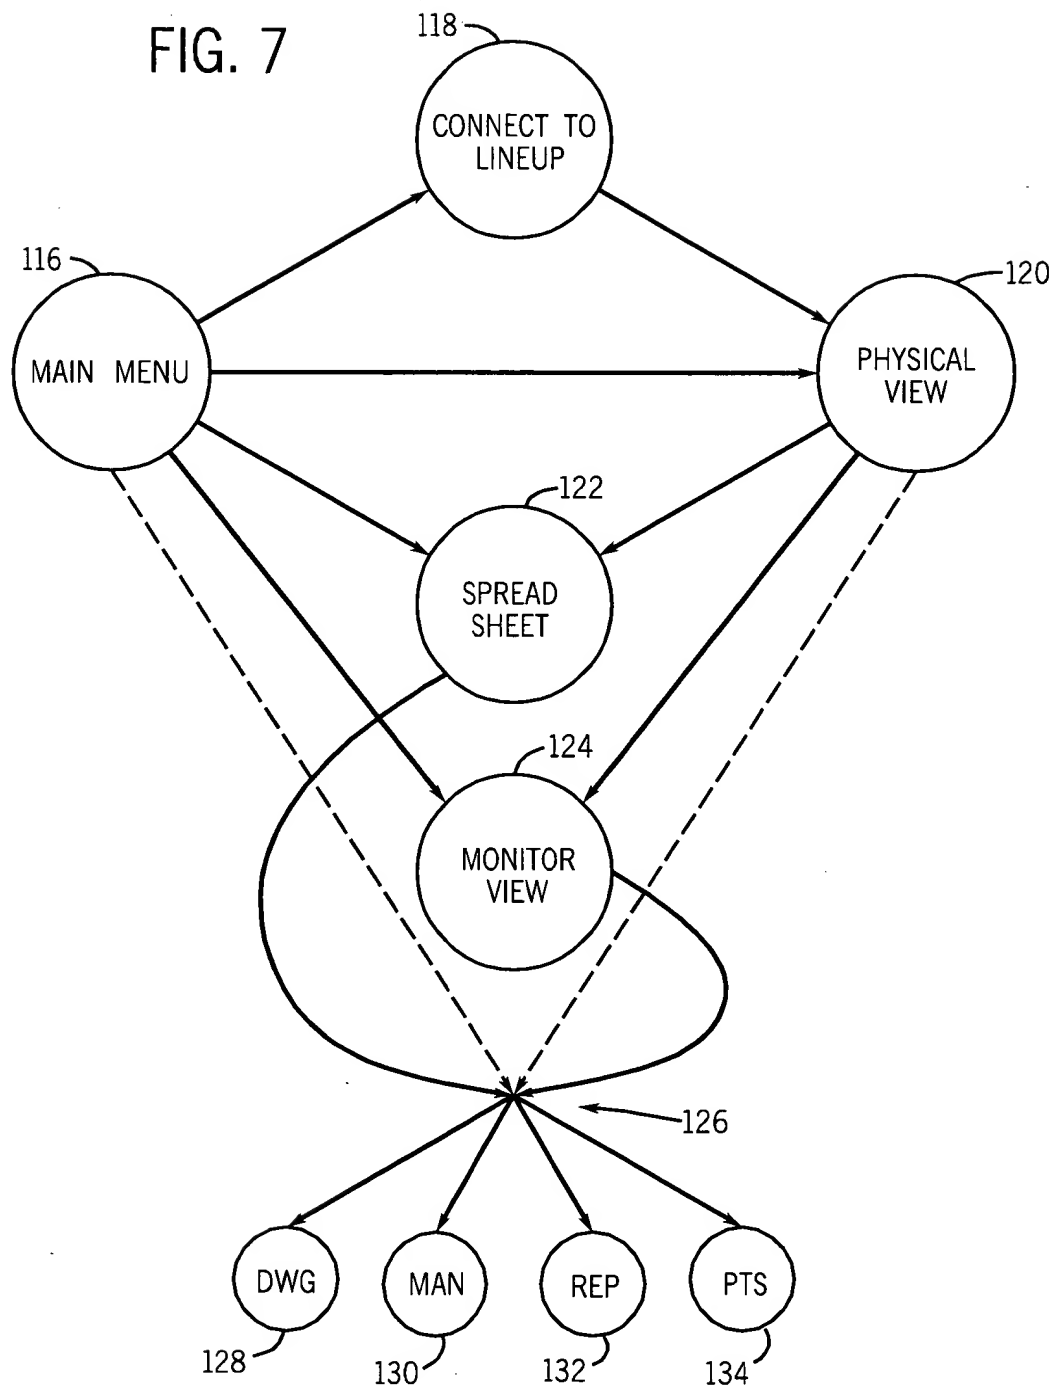 FIG. 7
118
CONNECT TO
LINEUP
116
MAIN MENU
120
PHYSICAL
VIEW
122
SPREAD
SHEET
124
MONITOR
VIEW
126
DWG
MAN
REP
PTS
128
130
132
134